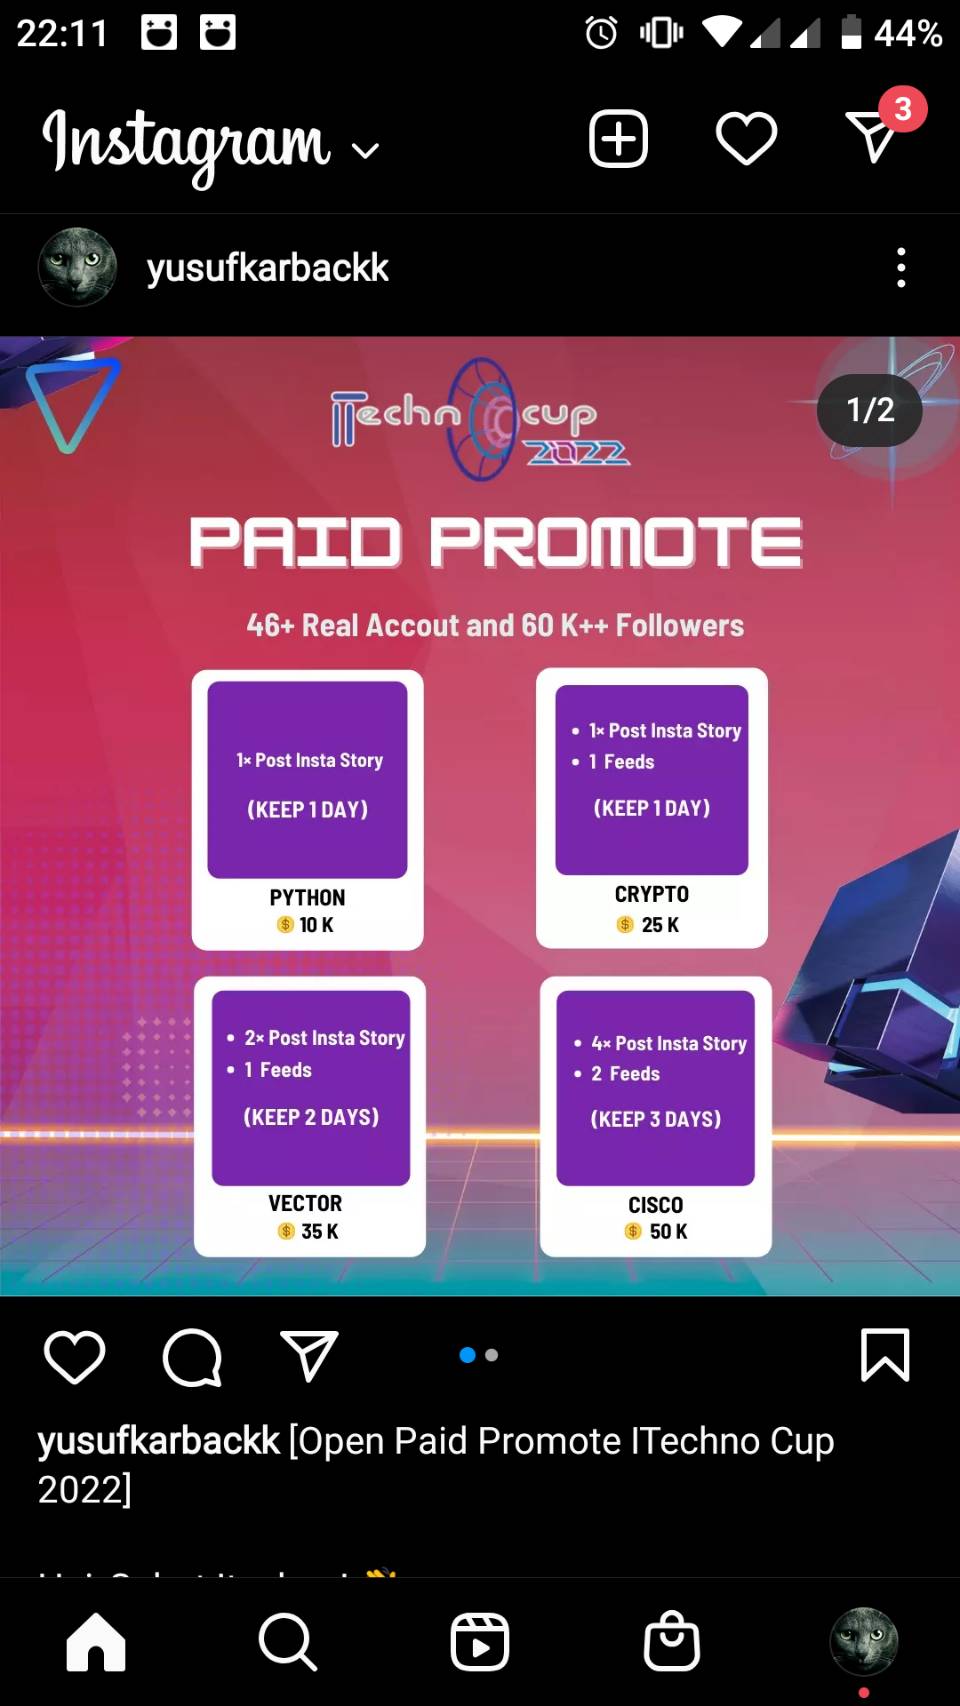 22:11
44%
Instagram
3
yusufkarbackk
1/2
ITechno cup
2022
PAID PROMOTE
46+ Real Accout and 60 K++ Followers
1× Post Insta Story
(KEEP 1 DAY)
PYTHON
10 K
• 1× Post Insta Story
• 1 Feeds
(KEEP 1 DAY)
CRYPTO
25 K
• 2× Post Insta Story
• 1 Feeds
(KEEP 2 DAYS)
VECTOR
35 K
• 4× Post Insta Story
• 2 Feeds
(KEEP 3 DAYS)
CISCO
50 K
yusufkarbackk [Open Paid Promote ITechno Cup
2022]